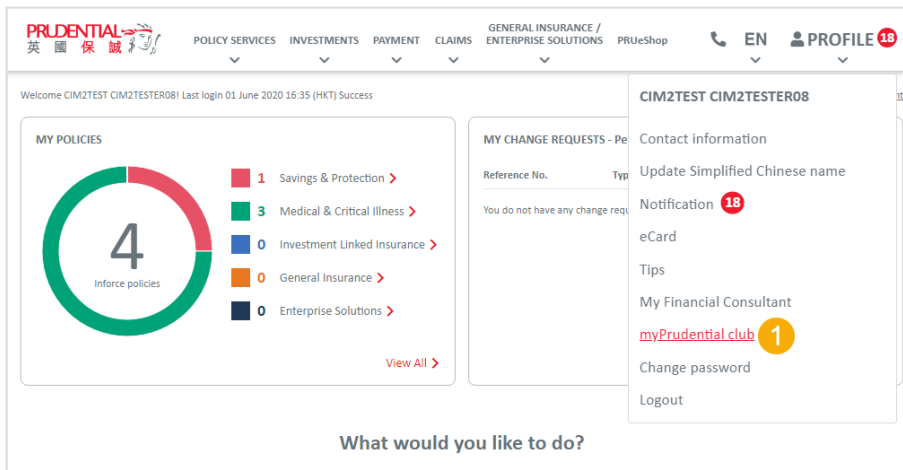 PRUDENTIAL
英國保誠
POLICY SERVICES INVESTMENTS PAYMENT CLAIMS GENERAL INSURANCE / ENTERPRISE SOLUTIONS PRUeShop EN PROFILE 18
Welcome CIM2TEST CIM2TESTER08! Last login 01 June 2020 16:35 (HKT) Success
MY POLICIES
4
Inforce policies
1 Savings & Protection
3 Medical & Critical Illness
0 Investment Linked Insurance
0 General Insurance
0 Enterprise Solutions
View All
MY CHANGE REQUESTS - Pe
Reference No. Typ
You do not have any change requ
CIM2TEST CIM2TESTER08
Contact information
Update Simplified Chinese name
Notification 18
eCard
Tips
My Financial Consultant
myPrudential club 1
Change password
Logout
What would you like to do?